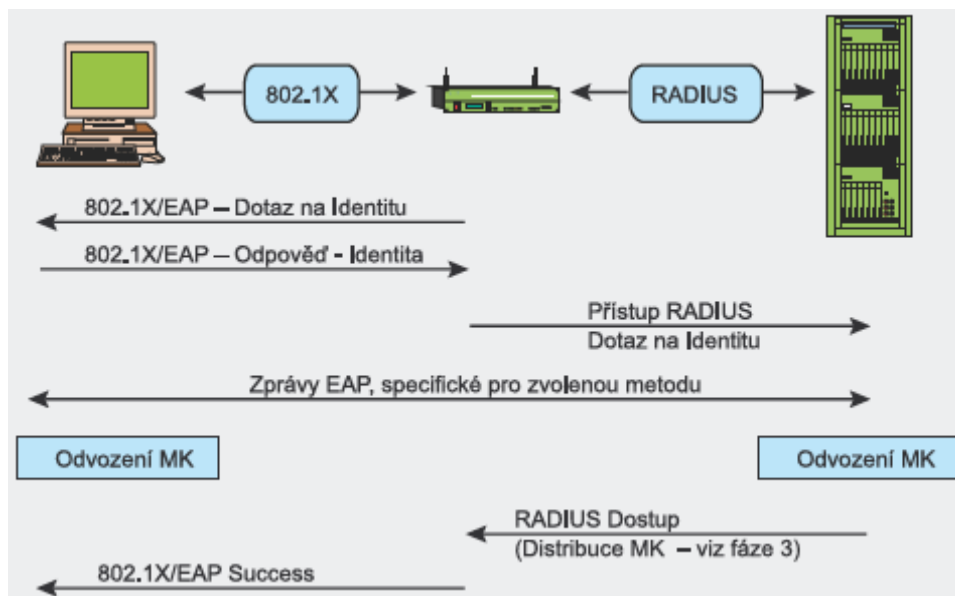 802.1X
RADIUS
802.1X/EAP – Dotaz na Identitu
802.1X/EAP – Odpověď - Identita
Přístup RADIUS
Dotaz na Identitu
Zprávy EAP, specifické pro zvolenou metodu
Odvození MK
Odvození MK
RADIUS Dostup
(Distribuce MK – viz fáze 3)
802.1X/EAP Success